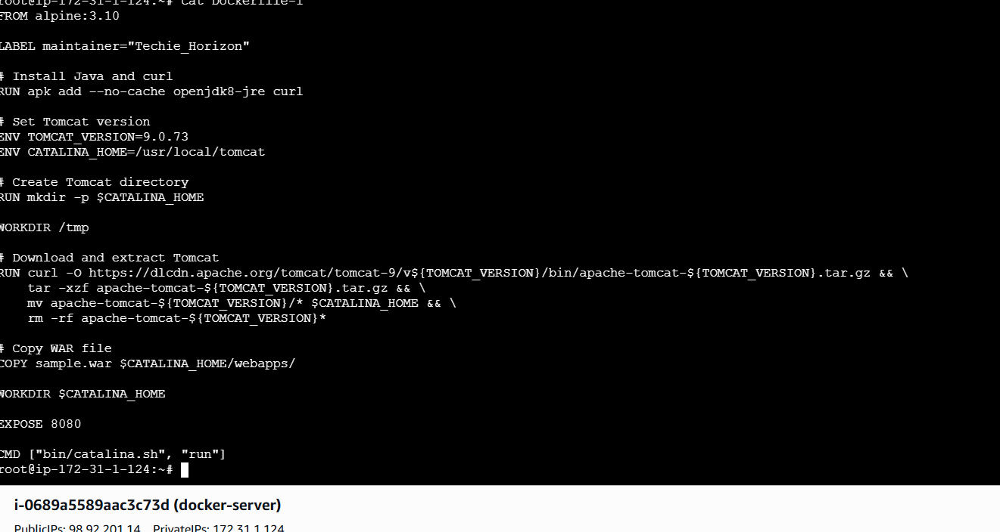 root@ip-172-31-1-124:~# cat Dockerfile-1
FROM alpine:3.10
LABEL maintainer="Techie_Horizon"
# Install Java and curl
RUN apk add --no-cache openjdk8-jre curl
# Set Tomcat version
ENV TOMCAT_VERSION=9.0.73
ENV CATALINA_HOME=/usr/local/tomcat
# Create Tomcat directory
RUN mkdir -p $CATALINA_HOME
WORKDIR /tmp
# Download and extract Tomcat
RUN curl -O https://dlcdn.apache.org/tomcat/tomcat-9/v${TOMCAT_VERSION}/bin/apache-tomcat-${TOMCAT_VERSION}.tar.gz && \
    tar -xzf apache-tomcat-${TOMCAT_VERSION}.tar.gz && \
    mv apache-tomcat-${TOMCAT_VERSION}/* $CATALINA_HOME && \
    rm -rf apache-tomcat-${TOMCAT_VERSION}*
# Copy WAR file
COPY sample.war $CATALINA_HOME/webapps/
WORKDIR $CATALINA_HOME
EXPOSE 8080
CMD ["bin/catalina.sh", "run"]
root@ip-172-31-1-124:~#
i-0689a5589aac3c73d (docker-server)
PublicIPs: 98.92.201.14 PrivateIPs: 172.31.1.124